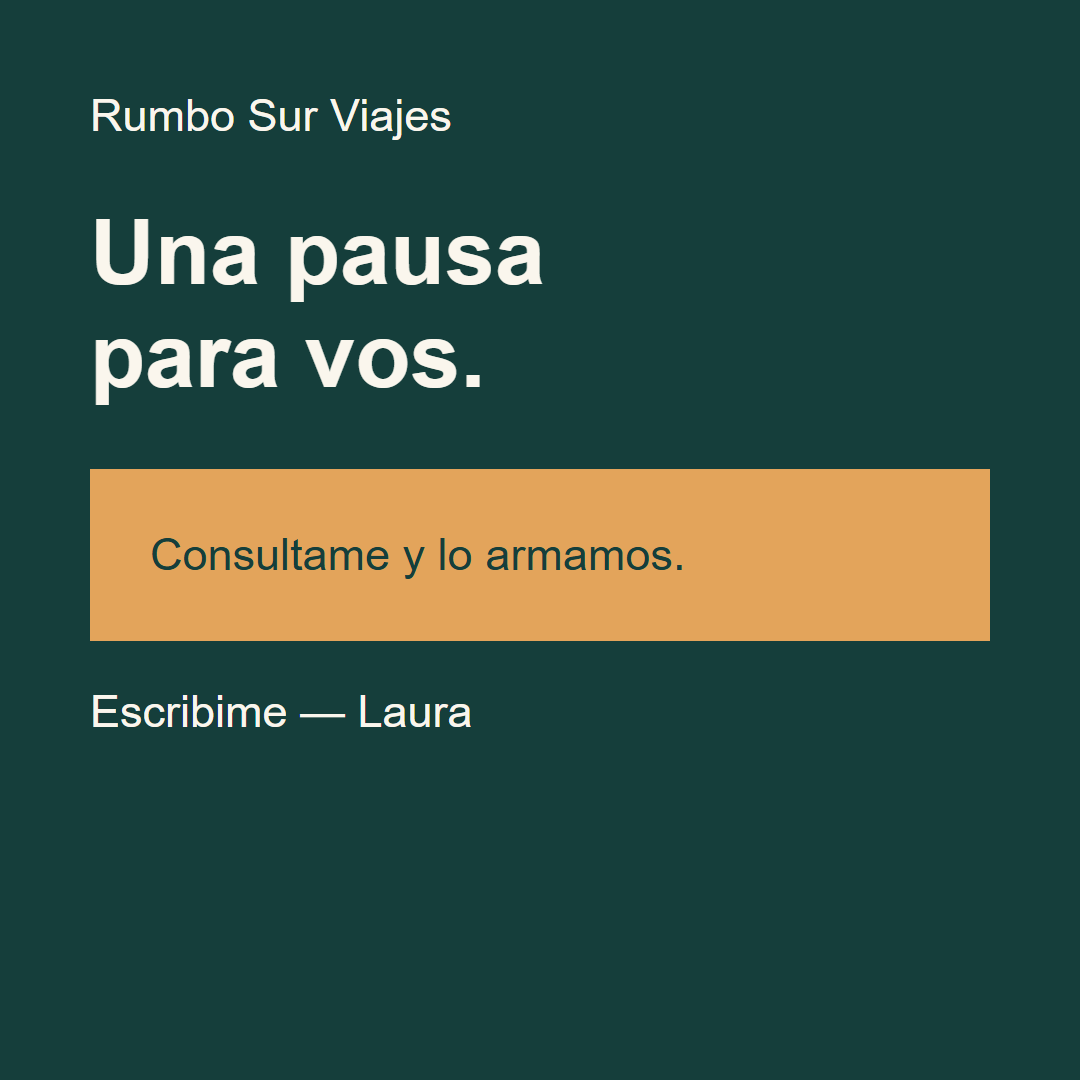 Rumbo Sur Viajes
Una pausa
para vos.
Consultame y lo armamos.
Escribime — Laura